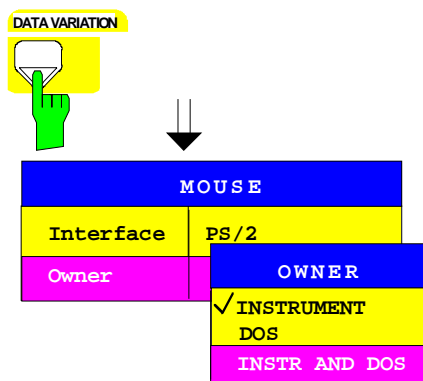 DATA VARIATION
MOUSE
Interface PS/2
Owner
OWNER
INSTRUMENT
DOS
INSTR AND DOS